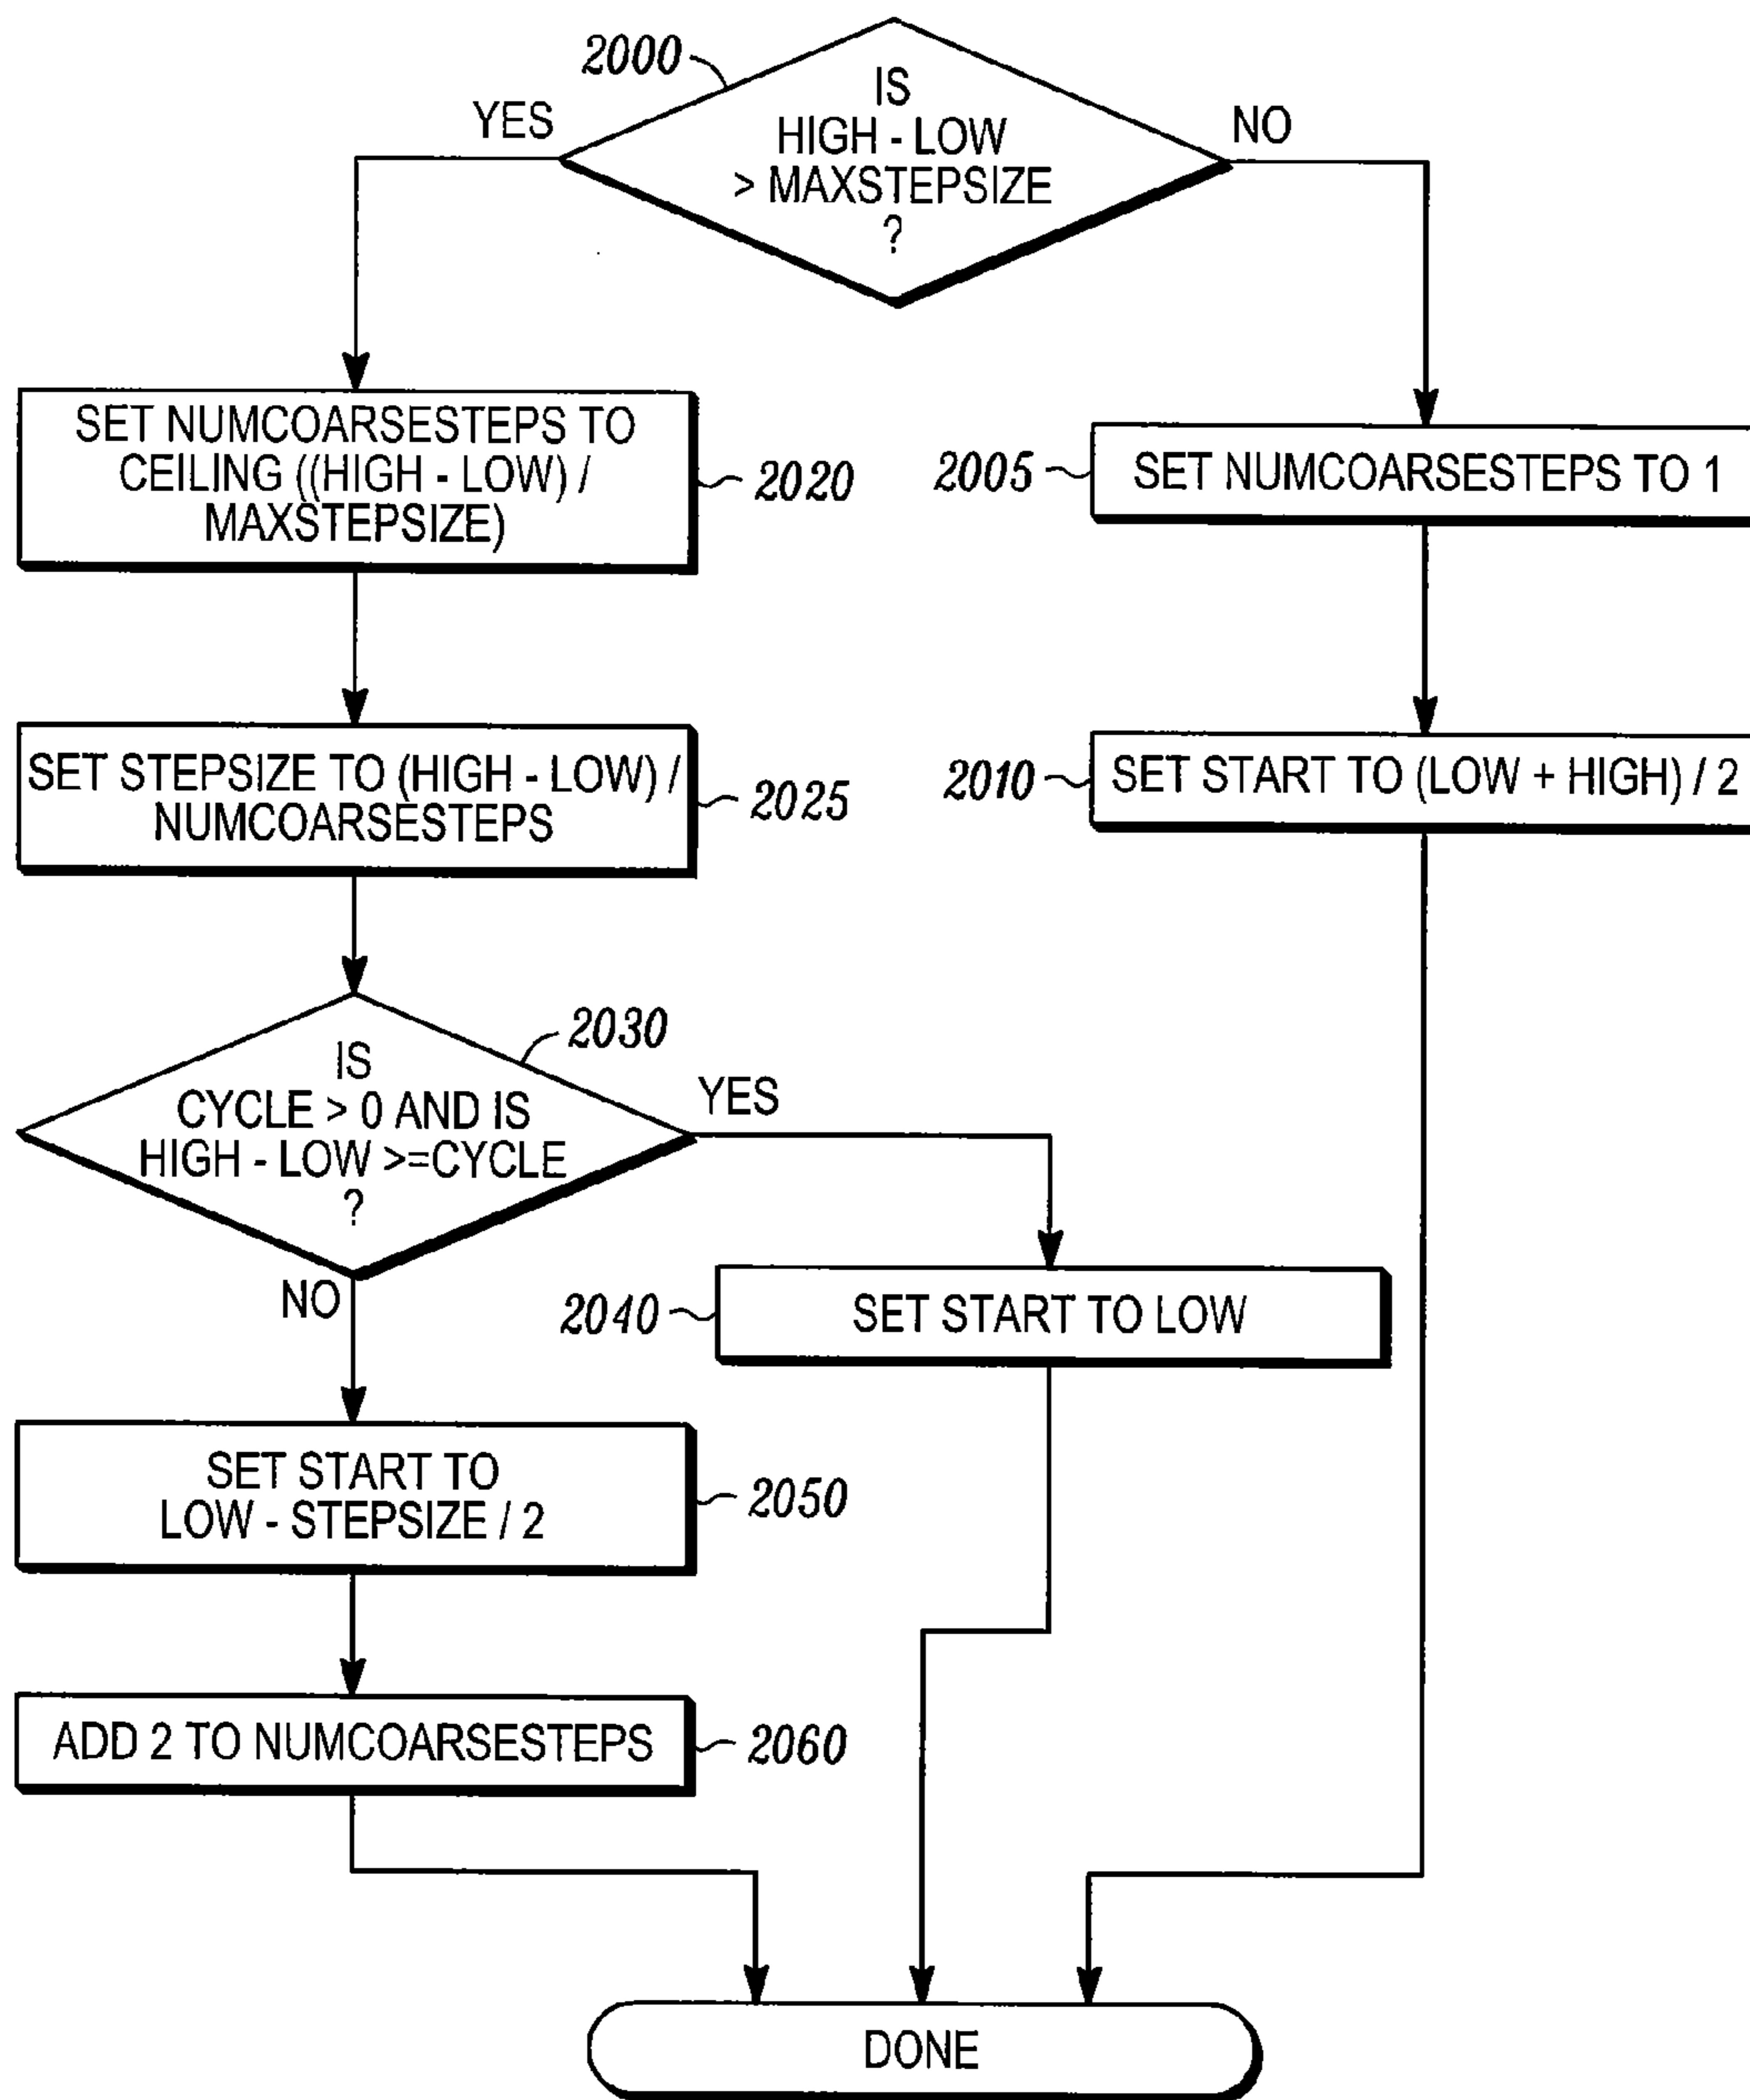 2000
IS
HIGH - LOW
> MAXSTEPSIZE
?
YES
NO
SET NUMCOARSESTEPS TO
CEILING ((HIGH - LOW) /
MAXSTEPSIZE)
2020
2005
SET NUMCOARSESTEPS TO 1
SET STEPSIZE TO (HIGH - LOW) /
NUMCOARSESTEPS
2025
2010
SET START TO (LOW + HIGH) / 2
2030
IS
CYCLE > 0 AND IS
HIGH - LOW >=CYCLE
?
YES
NO
2040
SET START TO LOW
SET START TO
LOW - STEPSIZE / 2
2050
ADD 2 TO NUMCOARSESTEPS
2060
DONE